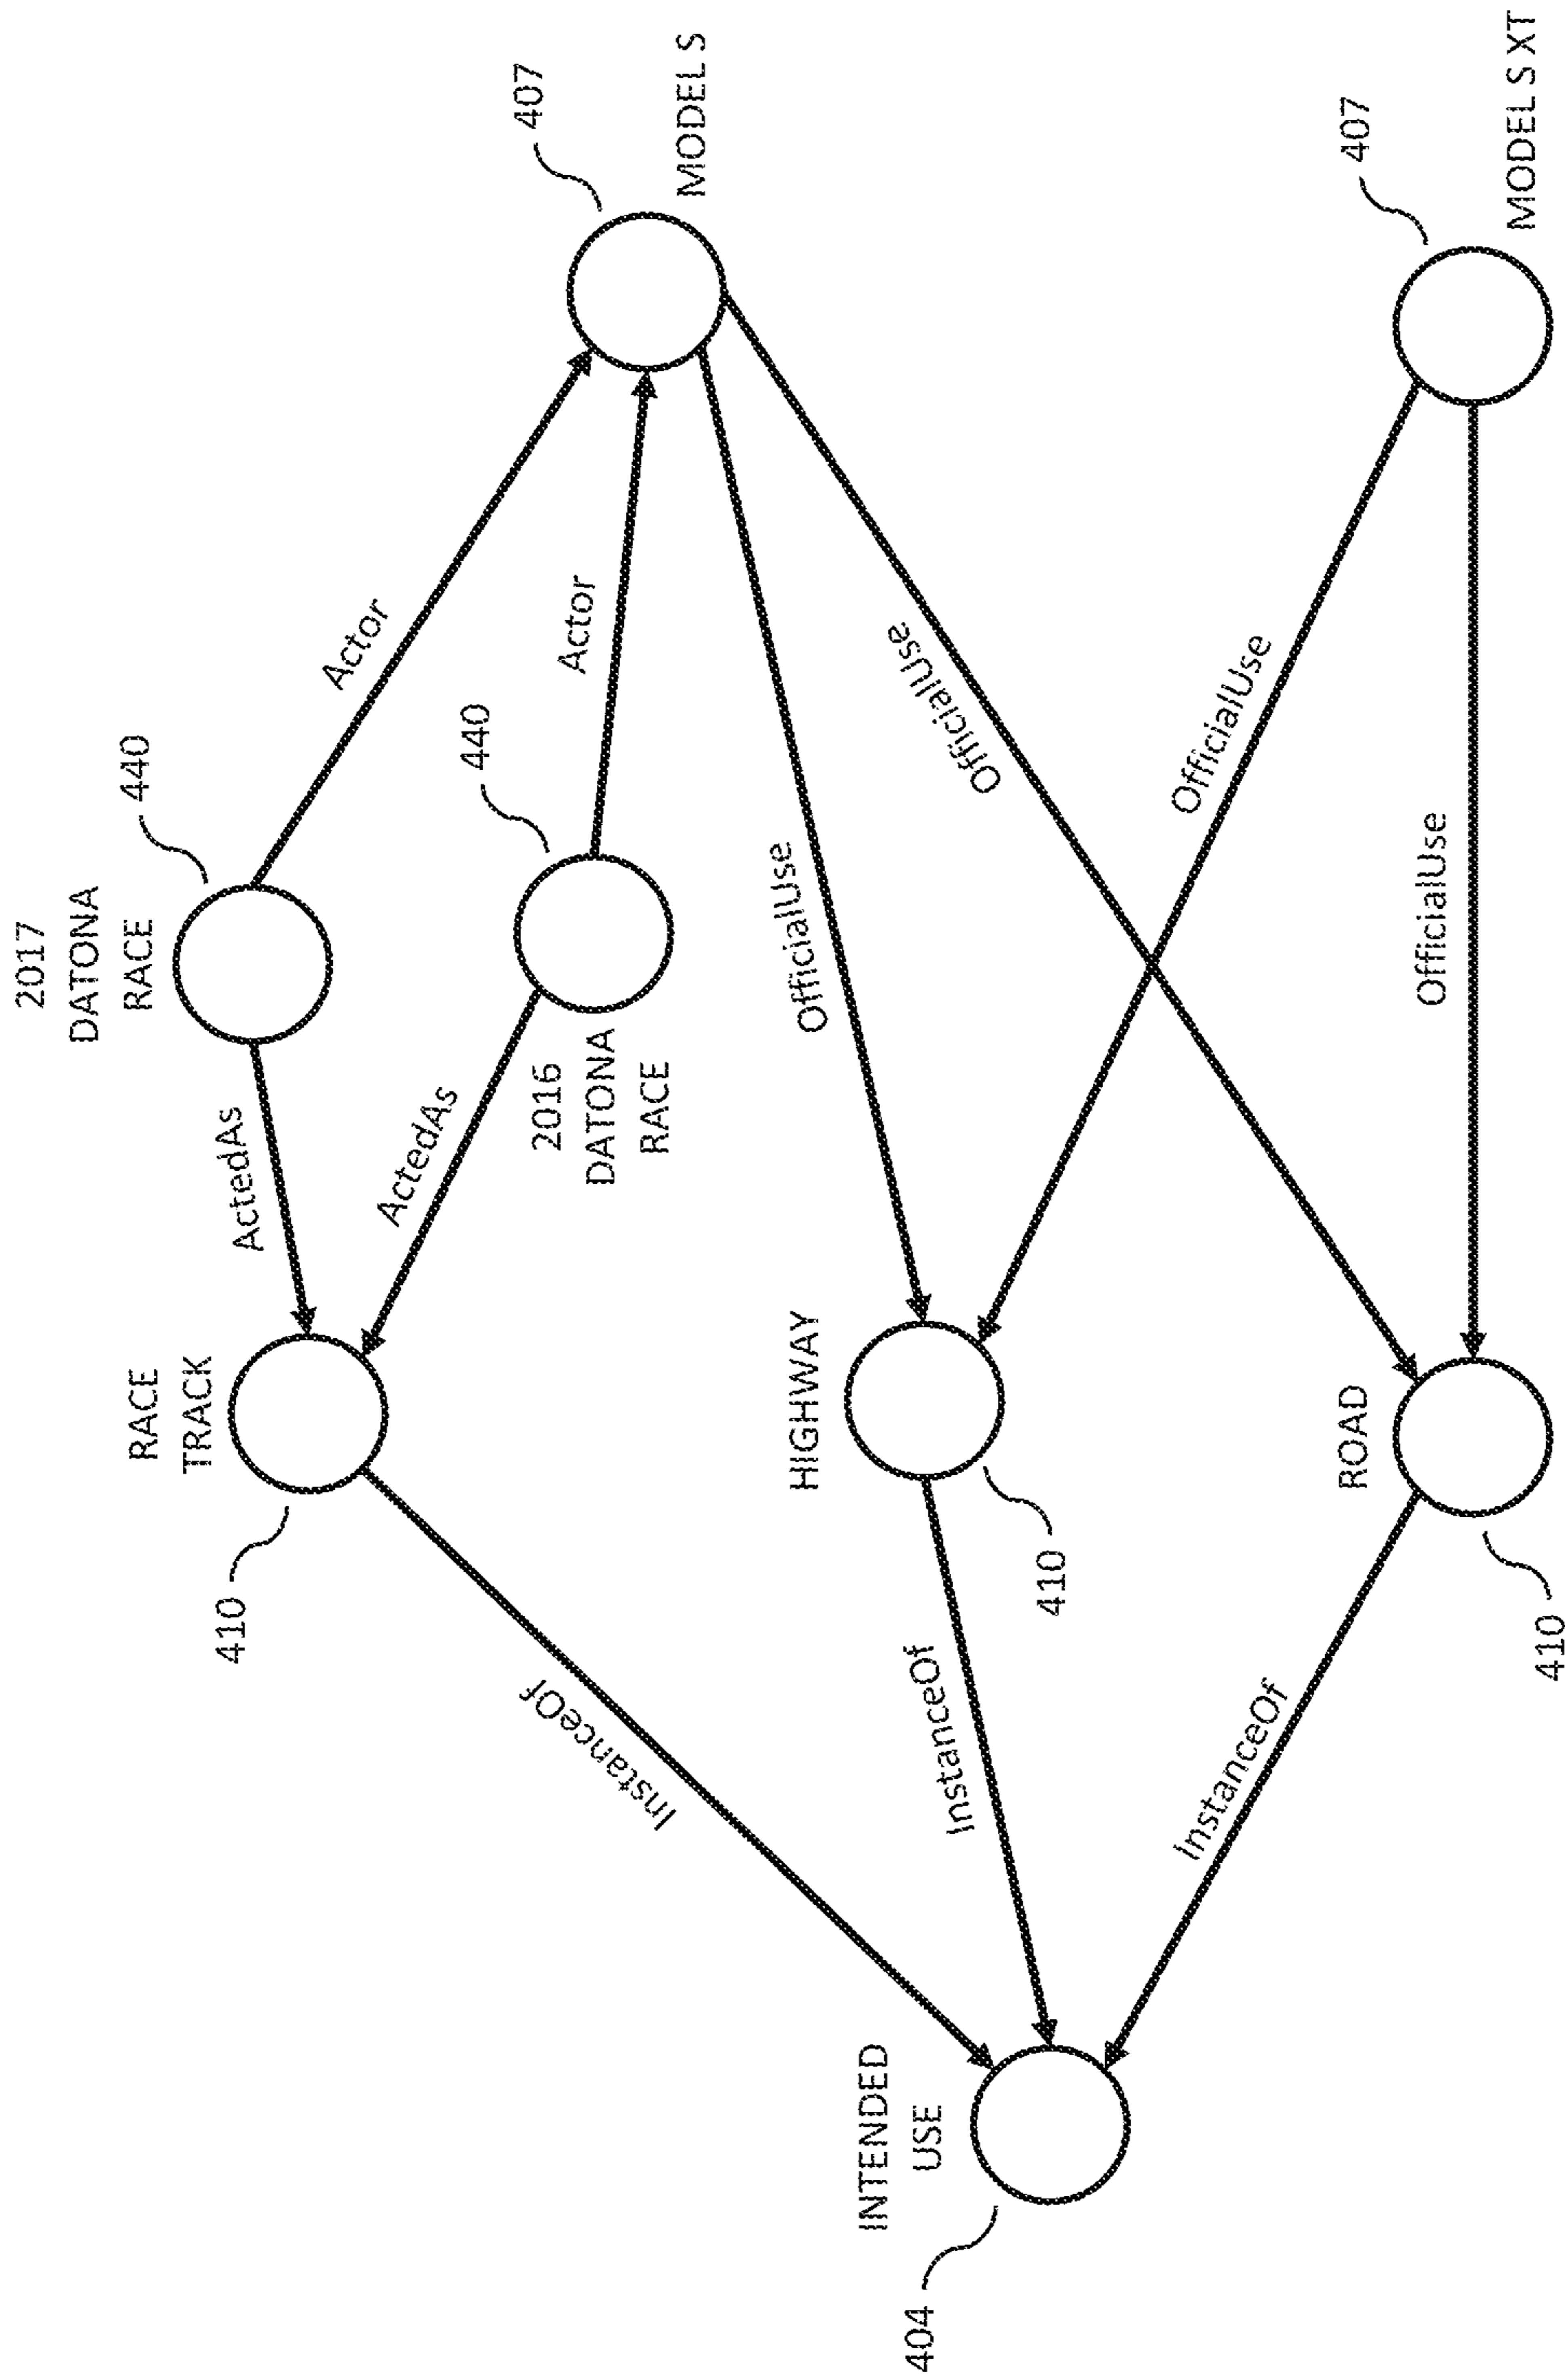 2017
DATONA
RACE
440
RACE
TRACK
410
ActedAs
Actor
ActedAs
440
2016
DATONA
RACE
Actor
407
MODEL S
InstanceOf
OfficialUse
HIGHWAY
410
INTENDED
USE
404
InstanceOf
OfficialUse
OfficialUse
InstanceOf
ROAD
410
OfficialUse
407
MODEL S XT